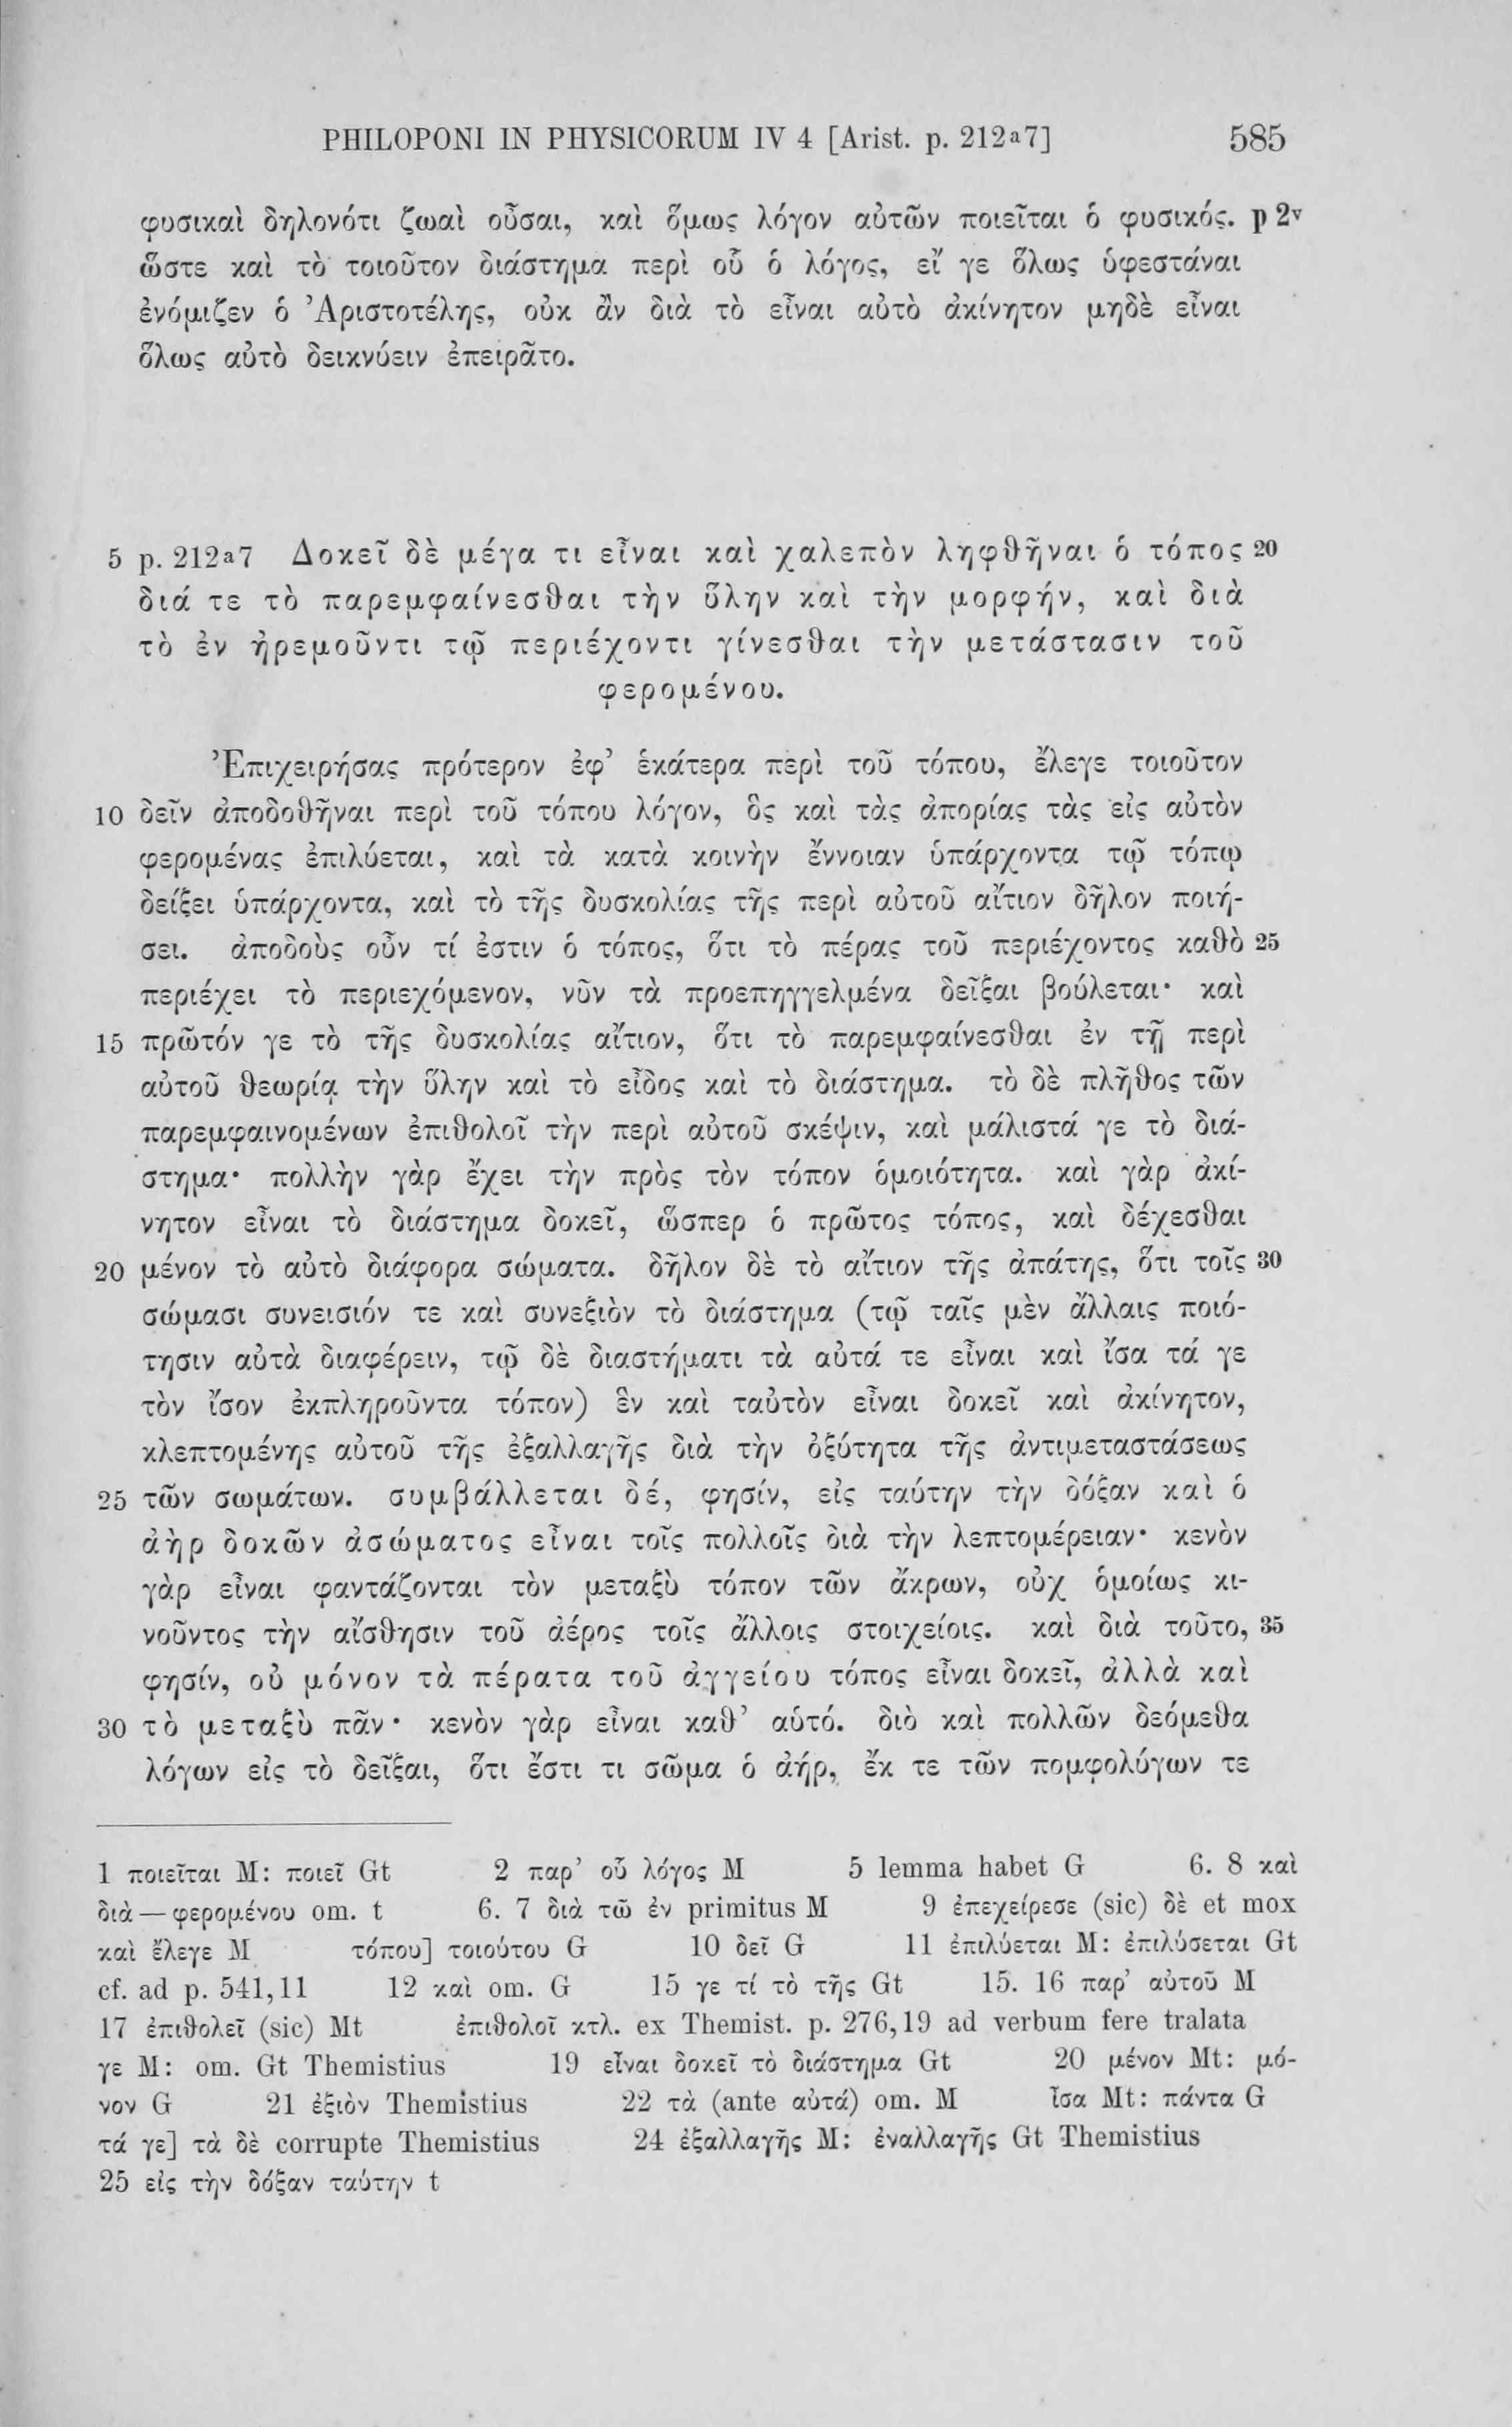 PHILOPONI IN PHYSICORUM IV 4 [Arist. p. 212a7] 585
φυσικαὶ δηλονότι ζωαὶ οὖσαι, καὶ ὅμως λόγον αὐτῶν ποιεῖται ὁ φυσικός. p 2v
ὥστε καὶ τὸ τοιοῦτον διάστημα περὶ οὗ ὁ λόγος, εἴ γε ὅλως ὑφεστάναι
ἐνόμιζεν ὁ Ἀριστοτέλης, οὐκ ἂν διὰ τὸ εἶναι αὐτὸ ἀκίνητον μηδὲ εἶναι
ὅλως αὐτὸ δεικνύειν ἐπειρᾶτο.
5 p. 212a7 Δοκεῖ δὲ μέγα τι εἶναι καὶ χαλεπὸν ληφθῆναι ὁ τόπος 20
διά τε τὸ παρεμφαίνεσθαι τὴν ὕλην καὶ τὴν μορφήν, καὶ διὰ
τὸ ἐν ἠρεμοῦντι τῷ περιέχοντι γίνεσθαι τὴν μετάστασιν τοῦ
φερομένου.
Ἐπιχειρήσας πρότερον ἐφ' ἑκάτερα περὶ τοῦ τόπου, ἔλεγε τοιοῦτον
10 δεῖν ἀποδοθῆναι περὶ τοῦ τόπου λόγον, ὃς καὶ τὰς ἀπορίας τὰς εἰς αὐτὸν
φερομένας ἐπιλύεται, καὶ τὰ κατὰ κοινὴν ἔννοιαν ὑπάρχοντα τῷ τόπῳ
δείξει ὑπάρχοντα, καὶ τὸ τῆς δυσκολίας τῆς περὶ αὐτοῦ αἴτιον δῆλον ποιή-
σει. ἀποδοὺς οὖν τί ἐστιν ὁ τόπος, ὅτι τὸ πέρας τοῦ περιέχοντος καθὸ 25
περιέχει τὸ περιεχόμενον, νῦν τὰ προεπηγγελμένα δεῖξαι βούλεται· καὶ
15 πρῶτόν γε τὸ τῆς δυσκολίας αἴτιον, ὅτι τὸ παρεμφαίνεσθαι ἐν τῇ περὶ
αὐτοῦ θεωρίᾳ τὴν ὕλην καὶ τὸ εἶδος καὶ τὸ διάστημα. τὸ δὲ πλῆθος τῶν
παρεμφαινομένων ἐπιθολοῖ τὴν περὶ αὐτοῦ σκέψιν, καὶ μάλιστά γε τὸ διά-
στημα· πολλὴν γὰρ ἔχει τὴν πρὸς τὸν τόπον ὁμοιότητα. καὶ γὰρ ἀκί-
νητον εἶναι τὸ διάστημα δοκεῖ, ὥσπερ ὁ πρῶτος τόπος, καὶ δέχεσθαι
20 μένον τὸ αὐτὸ διάφορα σώματα. δῆλον δὲ τὸ αἴτιον τῆς ἀπάτης, ὅτι τοῖς 30
σώμασι συνεισιόν τε καὶ συνεξιὸν τὸ διάστημα (τῷ ταῖς μὲν ἄλλαις ποιό-
τησιν αὐτὰ διαφέρειν, τῷ δὲ διαστήματι τὰ αὐτά τε εἶναι καὶ ἴσα τά γε
τὸν ἴσον ἐκπληροῦντα τόπον) ἓν καὶ ταὐτὸν εἶναι δοκεῖ καὶ ἀκίνητον,
κλεπτομένης αὐτοῦ τῆς ἐξαλλαγῆς διὰ τὴν ὀξύτητα τῆς ἀντιμεταστάσεως
25 τῶν σωμάτων. συμβάλλεται δέ, φησίν, εἰς ταύτην τὴν δόξαν καὶ ὁ
ἀὴρ δοκῶν ἀσώματος εἶναι τοῖς πολλοῖς διὰ τὴν λεπτομέρειαν· κενὸν
γὰρ εἶναι φαντάζονται τὸν μεταξὺ τόπον τῶν ἄκρων, οὐχ ὁμοίως κι-
νοῦντος τὴν αἴσθησιν τοῦ ἀέρος τοῖς ἄλλοις στοιχείοις. καὶ διὰ τοῦτο, 35
φησίν, οὐ μόνον τὰ πέρατα τοῦ ἀγγείου τόπος εἶναι δοκεῖ, ἀλλὰ καὶ
30 τὸ μεταξὺ πᾶν· κενὸν γὰρ εἶναι καθ' αὑτό. διὸ καὶ πολλῶν δεόμεθα
λόγων εἰς τὸ δεῖξαι, ὅτι ἔστι τι σῶμα ὁ ἀήρ, ἔκ τε τῶν πομφολύγων τε
1 ποιεῖται M: ποιεῖ Gt 2 παρ' οὗ λόγος M 5 lemma habet G 6. 8 καὶ
διὰ — φερομένου om. t 6. 7 διὰ τῶ ἐν primitus M 9 ἐπεχείρεσε (sic) δὲ et mox
καὶ ἔλεγε M τόπου] τοιούτου G 10 δεῖ G 11 ἐπιλύεται M: ἐπιλύσεται Gt
cf. ad p. 541,11 12 καὶ om. G 15 γε τί τὸ τῆς Gt 15. 16 παρ' αὐτοῦ M
17 ἐπιθολεῖ (sic) Mt ἐπιθολοῖ κτλ. ex Themist. p. 276,19 ad verbum fere tralata
γε M: om. Gt Themistius 19 εἶναι δοκεῖ τὸ διάστημα Gt 20 μένον Mt: μό-
νον G 21 ἐξιὸν Themistius 22 τὰ (ante αὐτά) om. M ἴσα Mt: πάντα G
τά γε] τὰ δὲ corrupte Themistius 24 ἐξαλλαγῆς M: ἐναλλαγῆς Gt Themistius
25 εἰς τὴν δόξαν ταύτην t